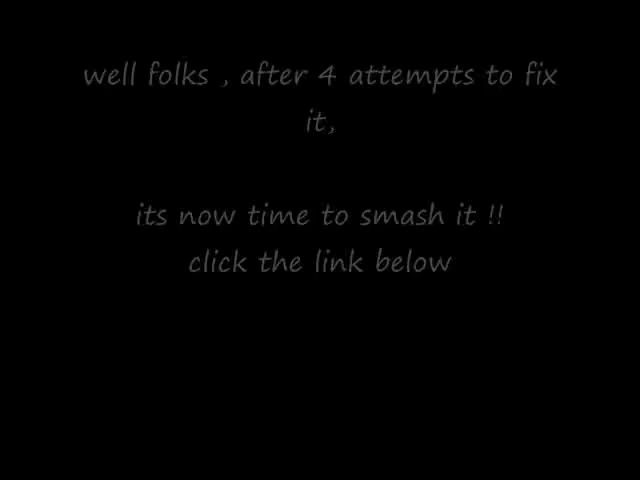 well folks , after 4 attempts to fix
it,
its now time to smash it !!
click the link below